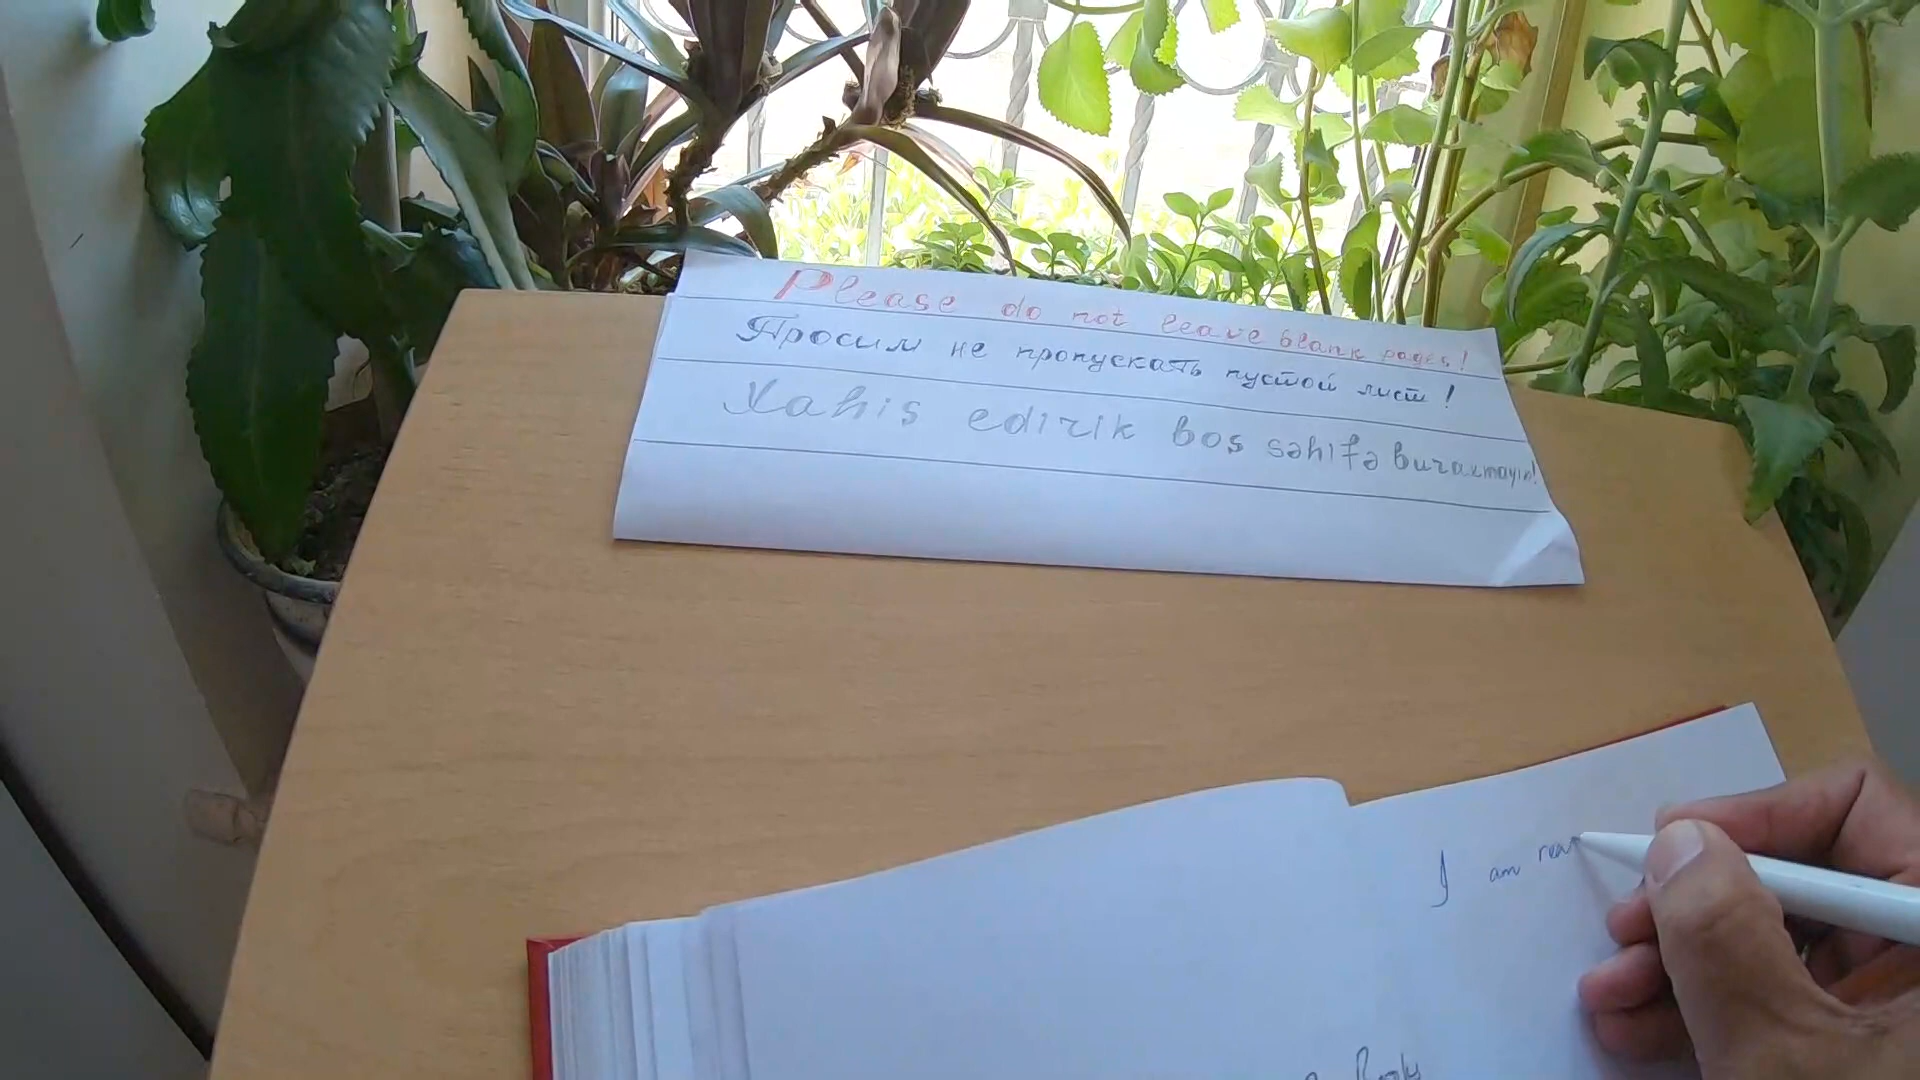 Please do not leave blank pages!
Просим не пропускать пустой лист!
Xahiş edirik boş səhifə buraxmayın!
I am